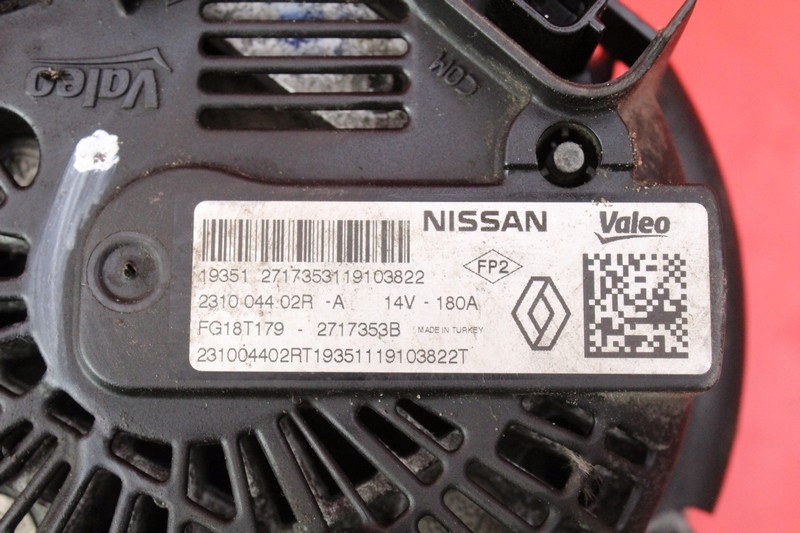 Valeo
COM
NISSAN Valeo
19351 2717353119103822
FP2
2310 044 02R -A 14V - 180A
FG18T179 - 2717353B MADE IN TURKEY
231004402RT19351119103822T